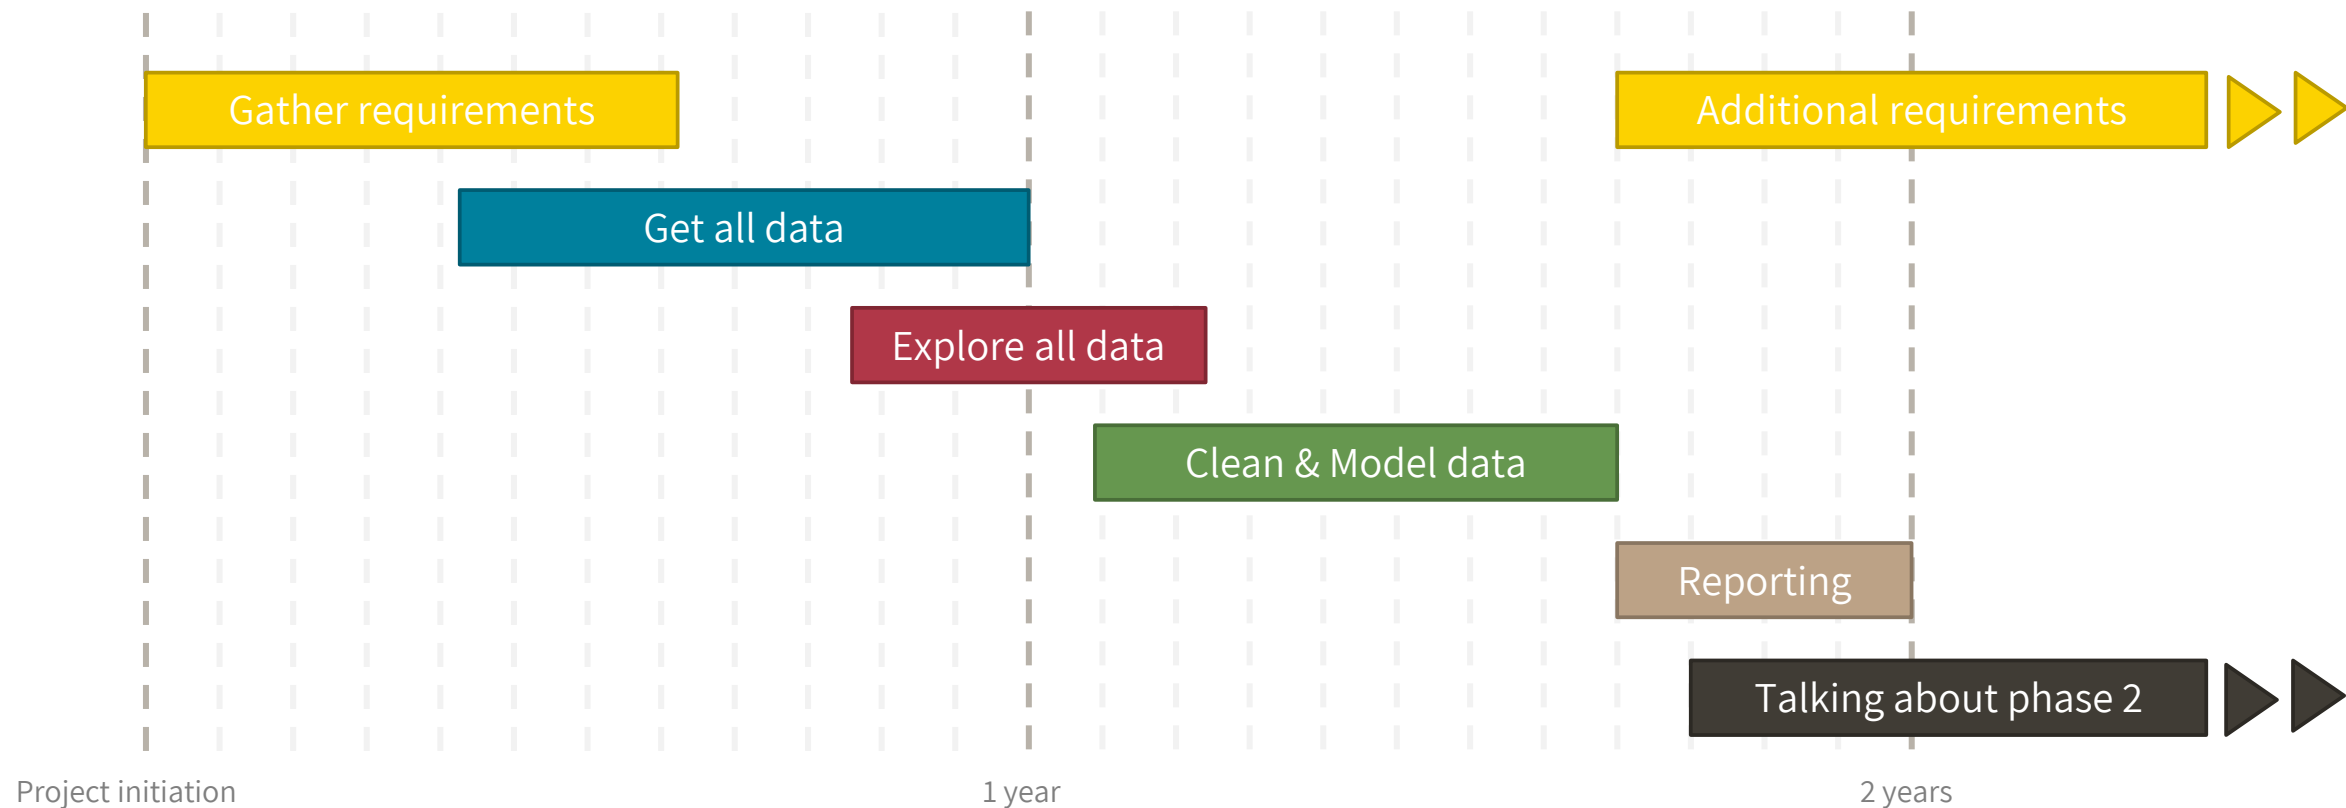 Gather requirements
Additional requirements
Get all data
Explore all data
Clean & Model data
Reporting
Talking about phase 2
Project initiation
1 year
2 years